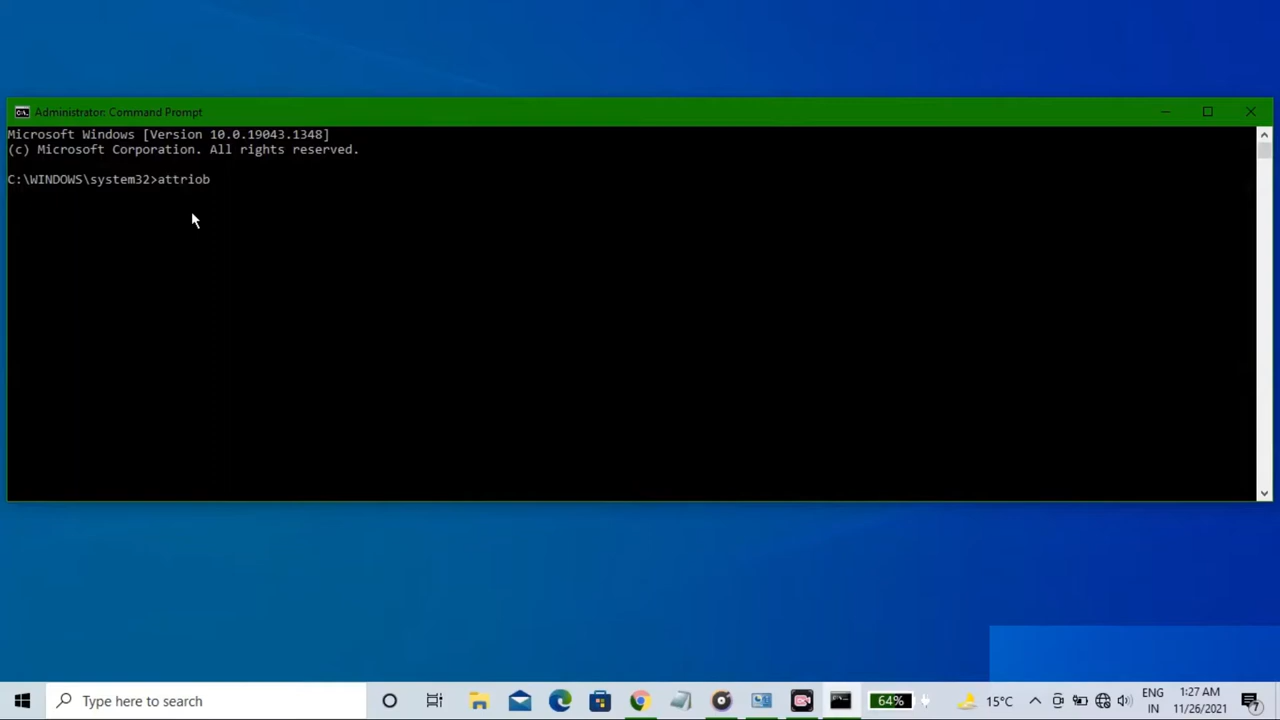 Administrator: Command Prompt
Microsoft Windows [Version 10.0.19043.1348]
(c) Microsoft Corporation. All rights reserved.
C:\WINDOWS\system32>attriob
Type here to search
64%
15°C
ENG
IN
1:27 AM
11/26/2021
7